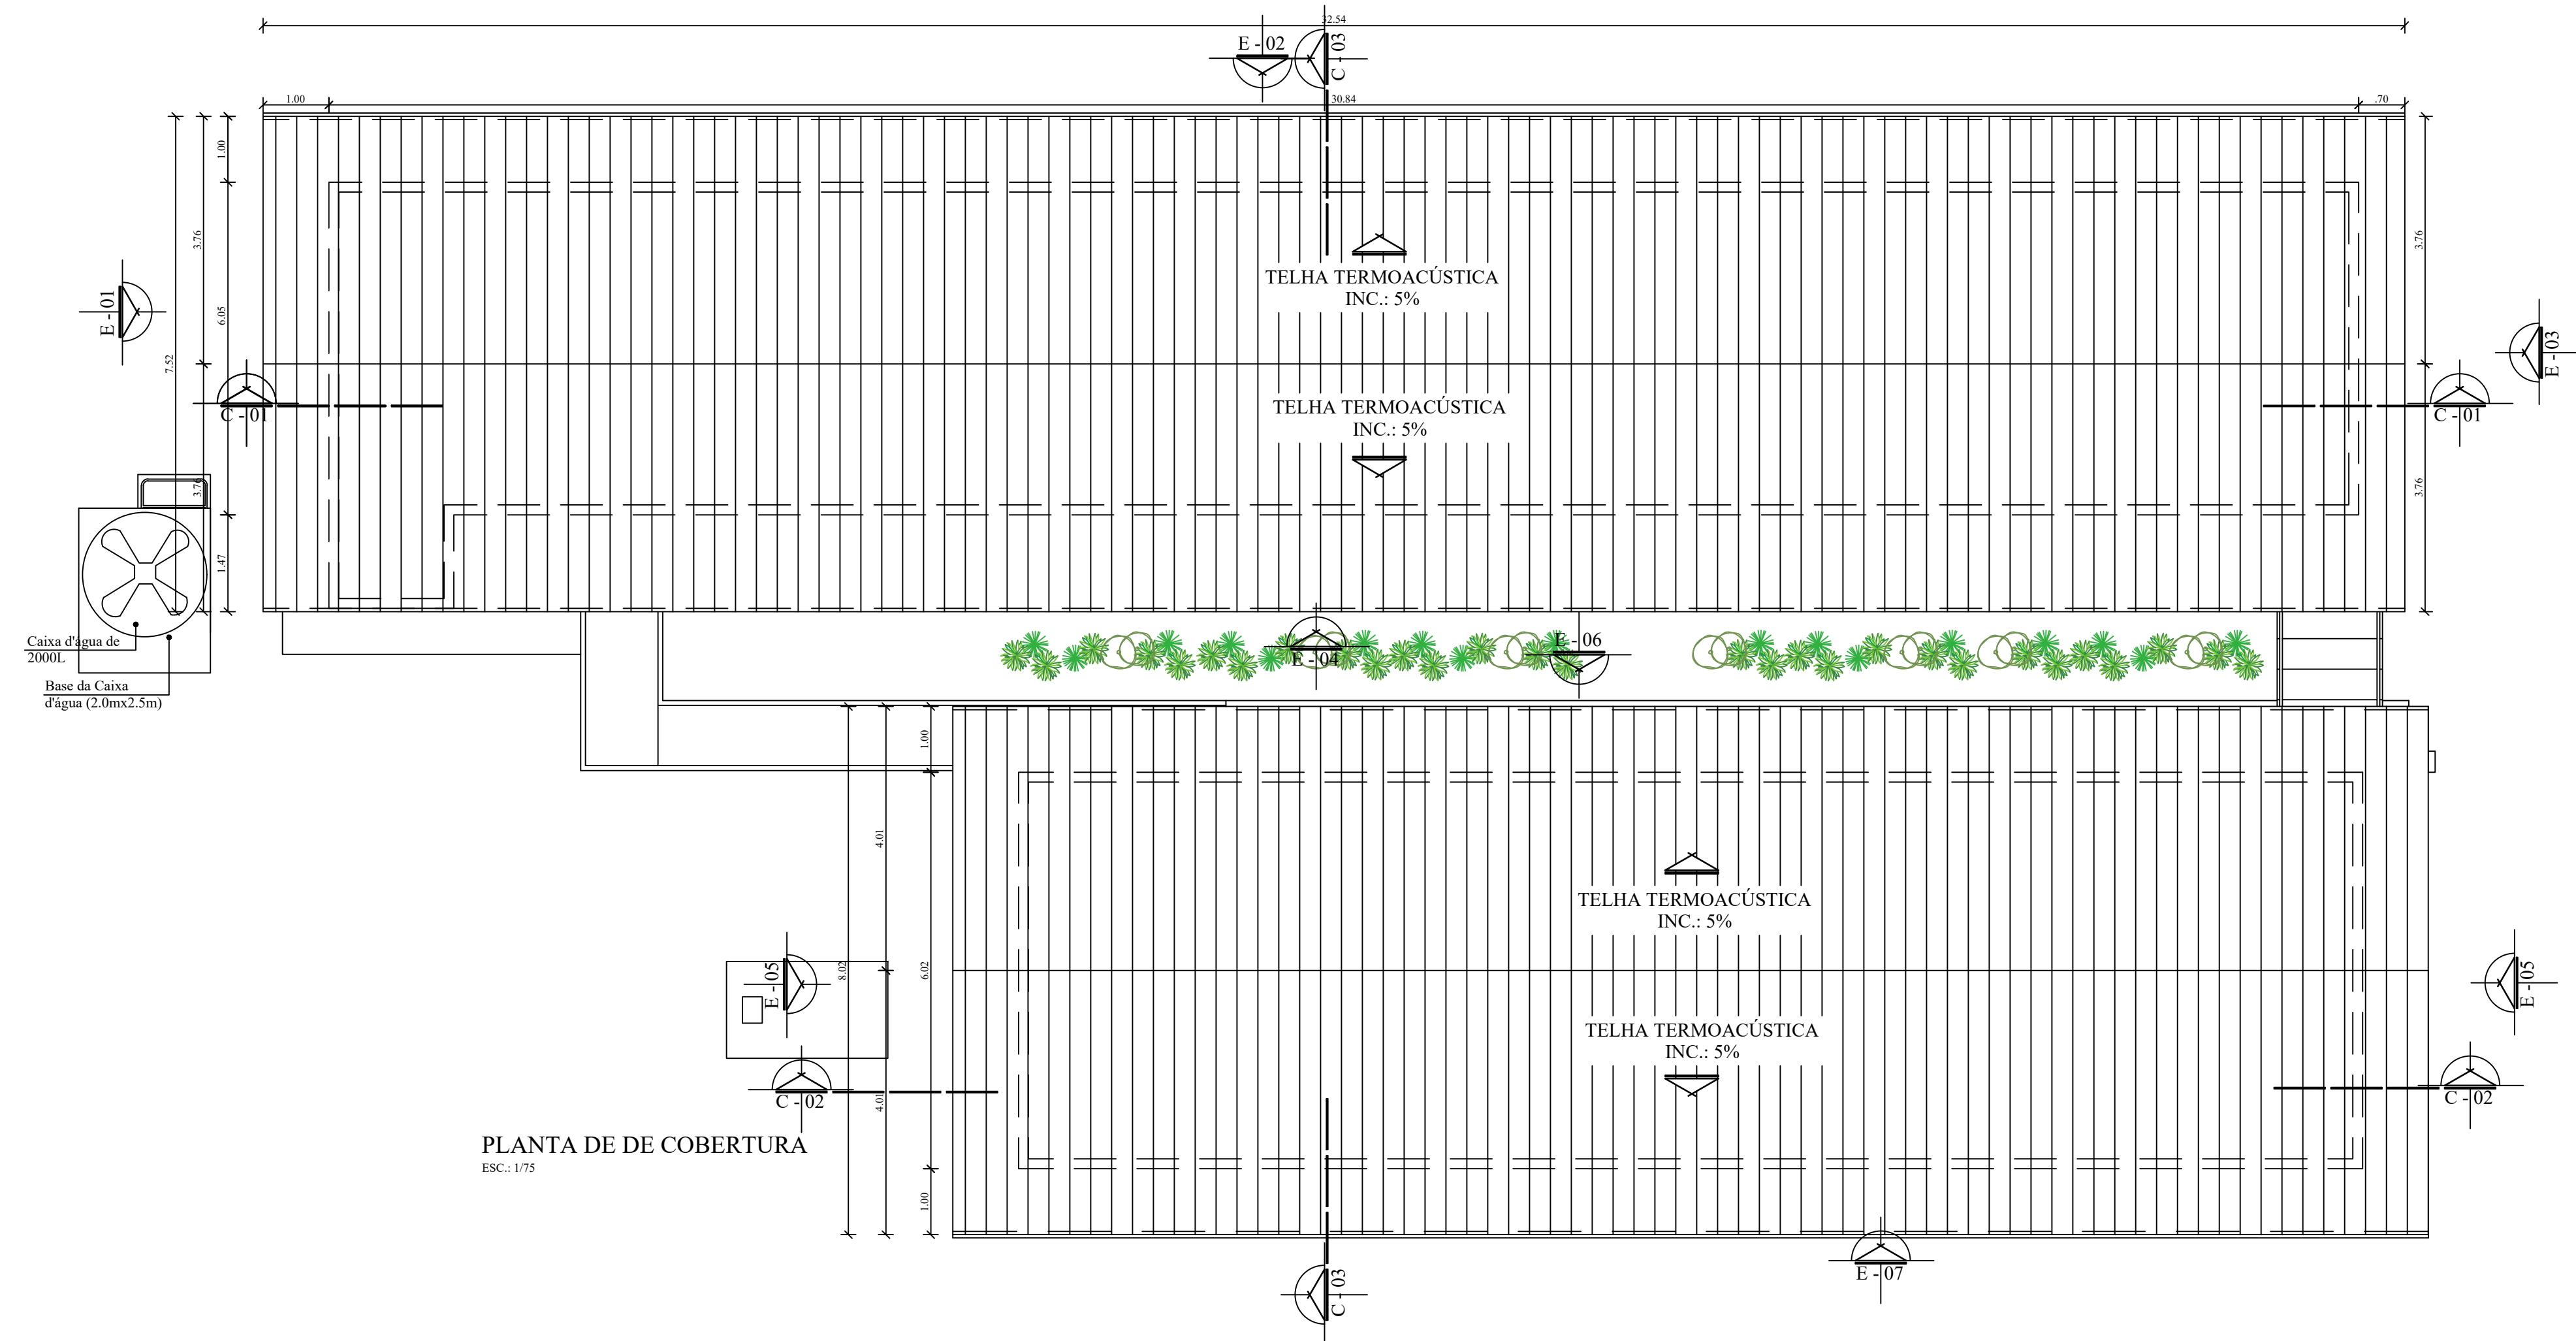 32.54
E - 02
C - 03
1.00
30.84
.70
1.00
3.76
3.76
6.05
7.52
TELHA TERMOACÚSTICA
INC.: 5%
E - 01
E - 03
TELHA TERMOACÚSTICA
INC.: 5%
C - 01
C - 01
3.76
3.76
1.47
Caixa d'água de
2000L
Base da Caixa
d'água (2.0mx2.5m)
E - 04
E - 06
1.00
4.01
TELHA TERMOACÚSTICA
INC.: 5%
8.02
6.02
E - 05
E - 05
TELHA TERMOACÚSTICA
INC.: 5%
C - 02
4.01
C - 02
PLANTA DE DE COBERTURA
ESC.: 1/75
1.00
E - 07
C - 03